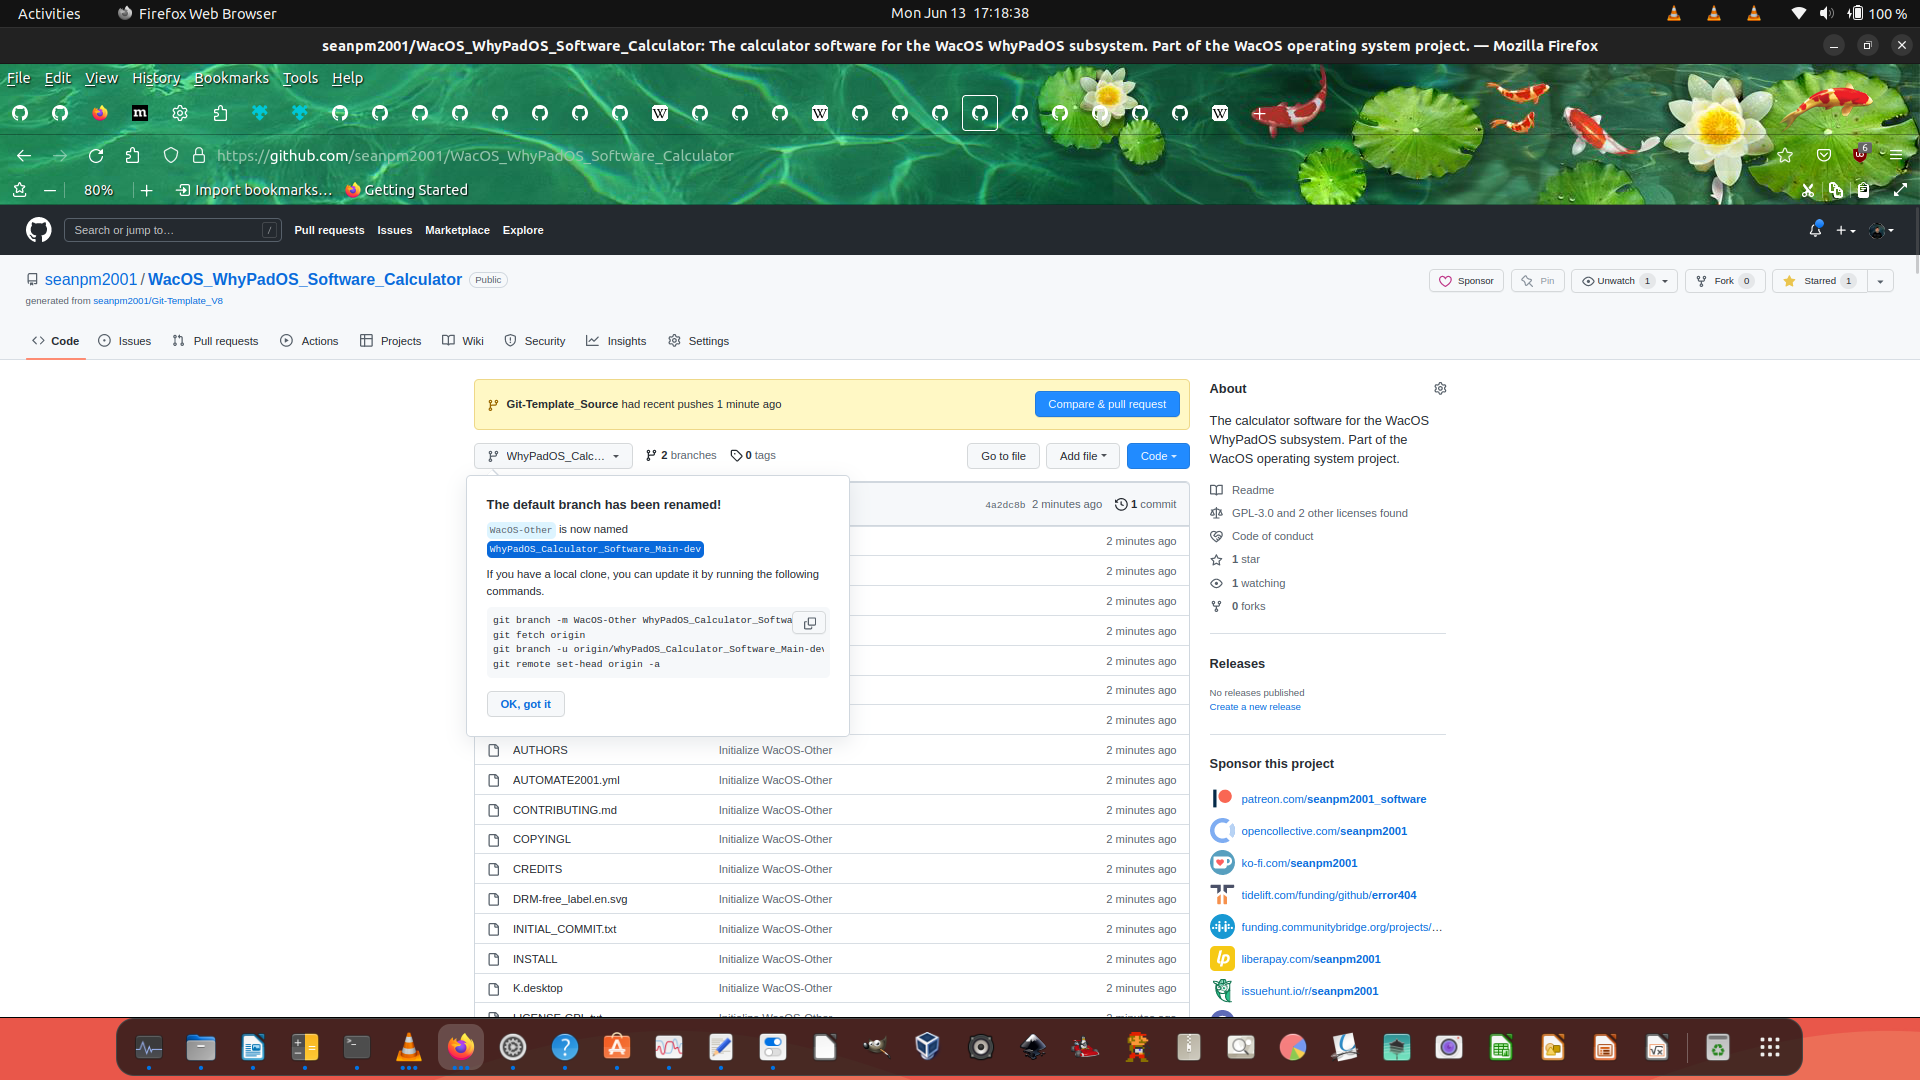 Activities
Firefox Web Browser
Mon Jun 13  17:18:38
100 %
seanpm2001/WacOS_WhyPadOS_Software_Calculator: The calculator software for the WacOS WhyPadOS subsystem. Part of the WacOS operating system project. — Mozilla Firefox
File Edit View History Bookmarks Tools Help
https://github.com/seanpm2001/WacOS_WhyPadOS_Software_Calculator
6
80%
Import bookmarks…
Getting Started
Search or jump to…
/
Pull requests Issues Marketplace Explore
seanpm2001 / WacOS_WhyPadOS_Software_Calculator Public
generated from seanpm2001/Git-Template_V8
Sponsor
Pin
Unwatch 1
Fork 0
Starred 1
Code Issues Pull requests Actions Projects Wiki Security Insights Settings
Git-Template_Source had recent pushes 1 minute ago
Compare & pull request
WhyPadOS_Calc…
2 branches
0 tags
Go to file
Add file
Code
The default branch has been renamed!
WacOS-Other is now named
WhyPadOS_Calculator_Software_Main-dev
If you have a local clone, you can update it by running the following
commands.
git branch -m WacOS-Other WhyPadOS_Calculator_Softwa
git fetch origin
git branch -u origin/WhyPadOS_Calculator_Software_Main-dev
git remote set-head origin -a
OK, got it
4a2dc8b 2 minutes ago 1 commit
2 minutes ago
2 minutes ago
2 minutes ago
2 minutes ago
2 minutes ago
2 minutes ago
2 minutes ago
AUTHORS Initialize WacOS-Other 2 minutes ago
AUTOMATE2001.yml Initialize WacOS-Other 2 minutes ago
CONTRIBUTING.md Initialize WacOS-Other 2 minutes ago
COPYINGL Initialize WacOS-Other 2 minutes ago
CREDITS Initialize WacOS-Other 2 minutes ago
DRM-free_label.en.svg Initialize WacOS-Other 2 minutes ago
INITIAL_COMMIT.txt Initialize WacOS-Other 2 minutes ago
INSTALL Initialize WacOS-Other 2 minutes ago
K.desktop Initialize WacOS-Other 2 minutes ago
LICENSE-GPL.txt Initialize WacOS-Other 2 minutes ago
About
The calculator software for the WacOS
WhyPadOS subsystem. Part of the
WacOS operating system project.
Readme
GPL-3.0 and 2 other licenses found
Code of conduct
1 star
1 watching
0 forks
Releases
No releases published
Create a new release
Sponsor this project
patreon.com/seanpm2001_software
opencollective.com/seanpm2001
ko-fi.com/seanpm2001
tidelift.com/funding/github/error404
funding.communitybridge.org/projects/…
liberapay.com/seanpm2001
issuehunt.io/r/seanpm2001